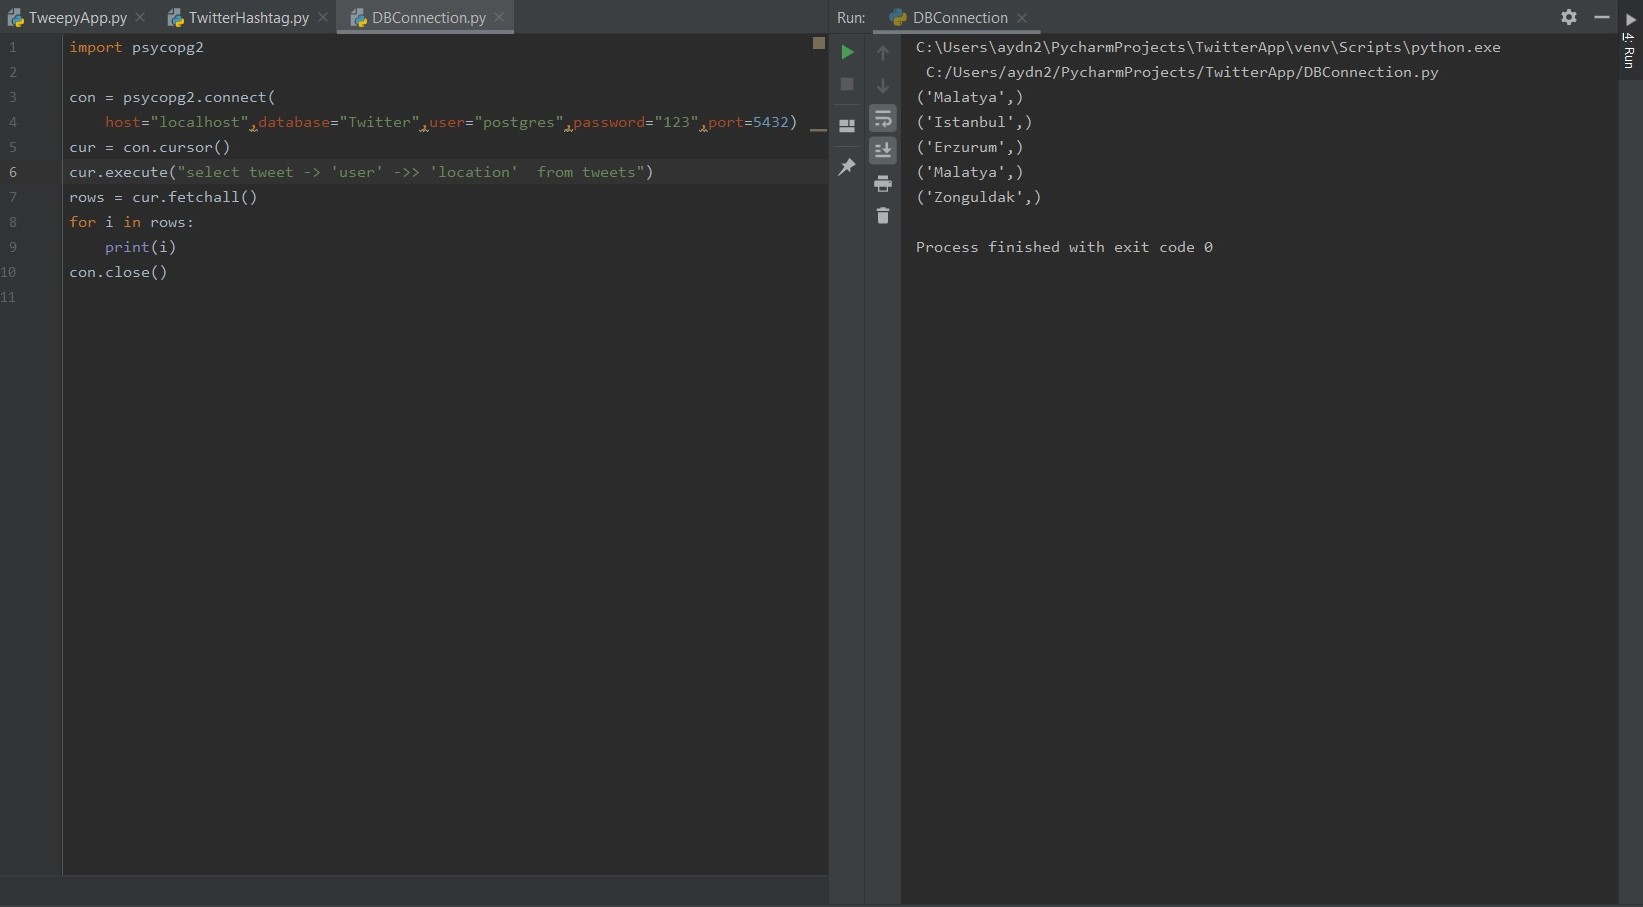 TweepyApp.py TwitterHashtag.py DBConnection.py Run: DBConnection
1 import psycopg2
2
3 con = psycopg2.connect(
4     host="localhost",database="Twitter",user="postgres",password="123",port=5432)
5 cur = con.cursor()
6 cur.execute("select tweet -> 'user' ->> 'location'  from tweets")
7 rows = cur.fetchall()
8 for i in rows:
9     print(i)
10 con.close()
11
C:\Users\aydn2\PycharmProjects\TwitterApp\venv\Scripts\python.exe
C:/Users/aydn2/PycharmProjects/TwitterApp/DBConnection.py
('Malatya',)
('Istanbul',)
('Erzurum',)
('Malatya',)
('Zonguldak',)
Process finished with exit code 0
4: Run